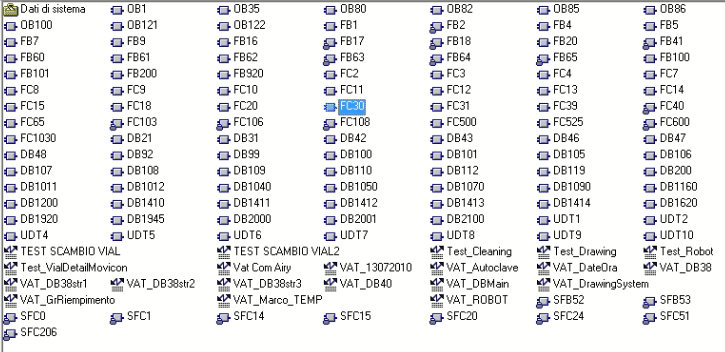 Dati di sistema OB1 OB35 OB80 OB82 OB85 OB86
OB100 OB121 OB122 FB1 FB2 FB4 FB5
FB7 FB9 FB16 FB17 FB18 FB20 FB41
FB60 FB61 FB62 FB63 FB64 FB65 FB100
FB101 FB200 FB920 FC2 FC3 FC4 FC7
FC8 FC9 FC10 FC11 FC12 FC13 FC14
FC15 FC18 FC20 FC30 FC31 FC39 FC40
FC65 FC103 FC106 FC108 FC500 FC525 FC600
FC1030 DB21 DB31 DB42 DB43 DB46 DB47
DB48 DB92 DB99 DB100 DB101 DB105 DB106
DB107 DB108 DB109 DB110 DB112 DB119 DB200
DB1011 DB1012 DB1040 DB1050 DB1070 DB1090 DB1160
DB1200 DB1410 DB1411 DB1412 DB1413 DB1414 DB1620
DB1920 DB1945 DB2000 DB2001 DB2100 UDT1 UDT2
UDT4 UDT5 UDT6 UDT7 UDT8 UDT9 UDT10
TEST SCAMBIO VIAL TEST SCAMBIO VIAL2 Test_Cleaning Test_Drawing Test_Robot
Test_VialDetailMovicon Vat Com Airy VAT_13072010 VAT_Autoclave VAT_DateOra VAT_DB38
VAT_DB38str1 VAT_DB38str2 VAT_DB38str3 VAT_DB40 VAT_DBMain VAT_DrawingSystem
VAT_GrRiempimento VAT_Marco_TEMP VAT_ROBOT SFB52 SFB53
SFC0 SFC1 SFC14 SFC15 SFC20 SFC24 SFC51
SFC206